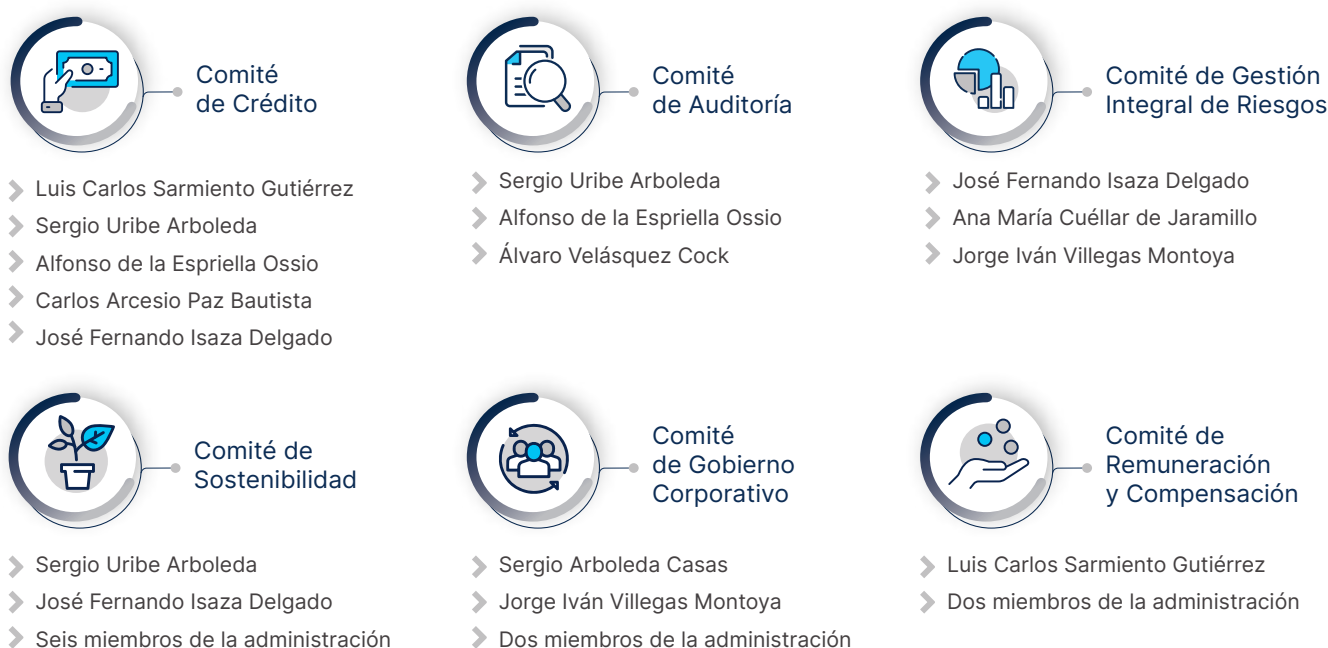 Comité
de Crédito
Luis Carlos Sarmiento Gutiérrez
Sergio Uribe Arboleda
Alfonso de la Espriella Ossio
Carlos Arcesio Paz Bautista
José Fernando Isaza Delgado
Comité
de Auditoría
Sergio Uribe Arboleda
Alfonso de la Espriella Ossio
Álvaro Velásquez Cock
Comité de Gestión
Integral de Riesgos
José Fernando Isaza Delgado
Ana María Cuéllar de Jaramillo
Jorge Iván Villegas Montoya
Comité de
Sostenibilidad
Sergio Uribe Arboleda
José Fernando Isaza Delgado
Seis miembros de la administración
Comité
de Gobierno
Corporativo
Sergio Arboleda Casas
Jorge Iván Villegas Montoya
Dos miembros de la administración
Comité de
Remuneración
y Compensación
Luis Carlos Sarmiento Gutiérrez
Dos miembros de la administración